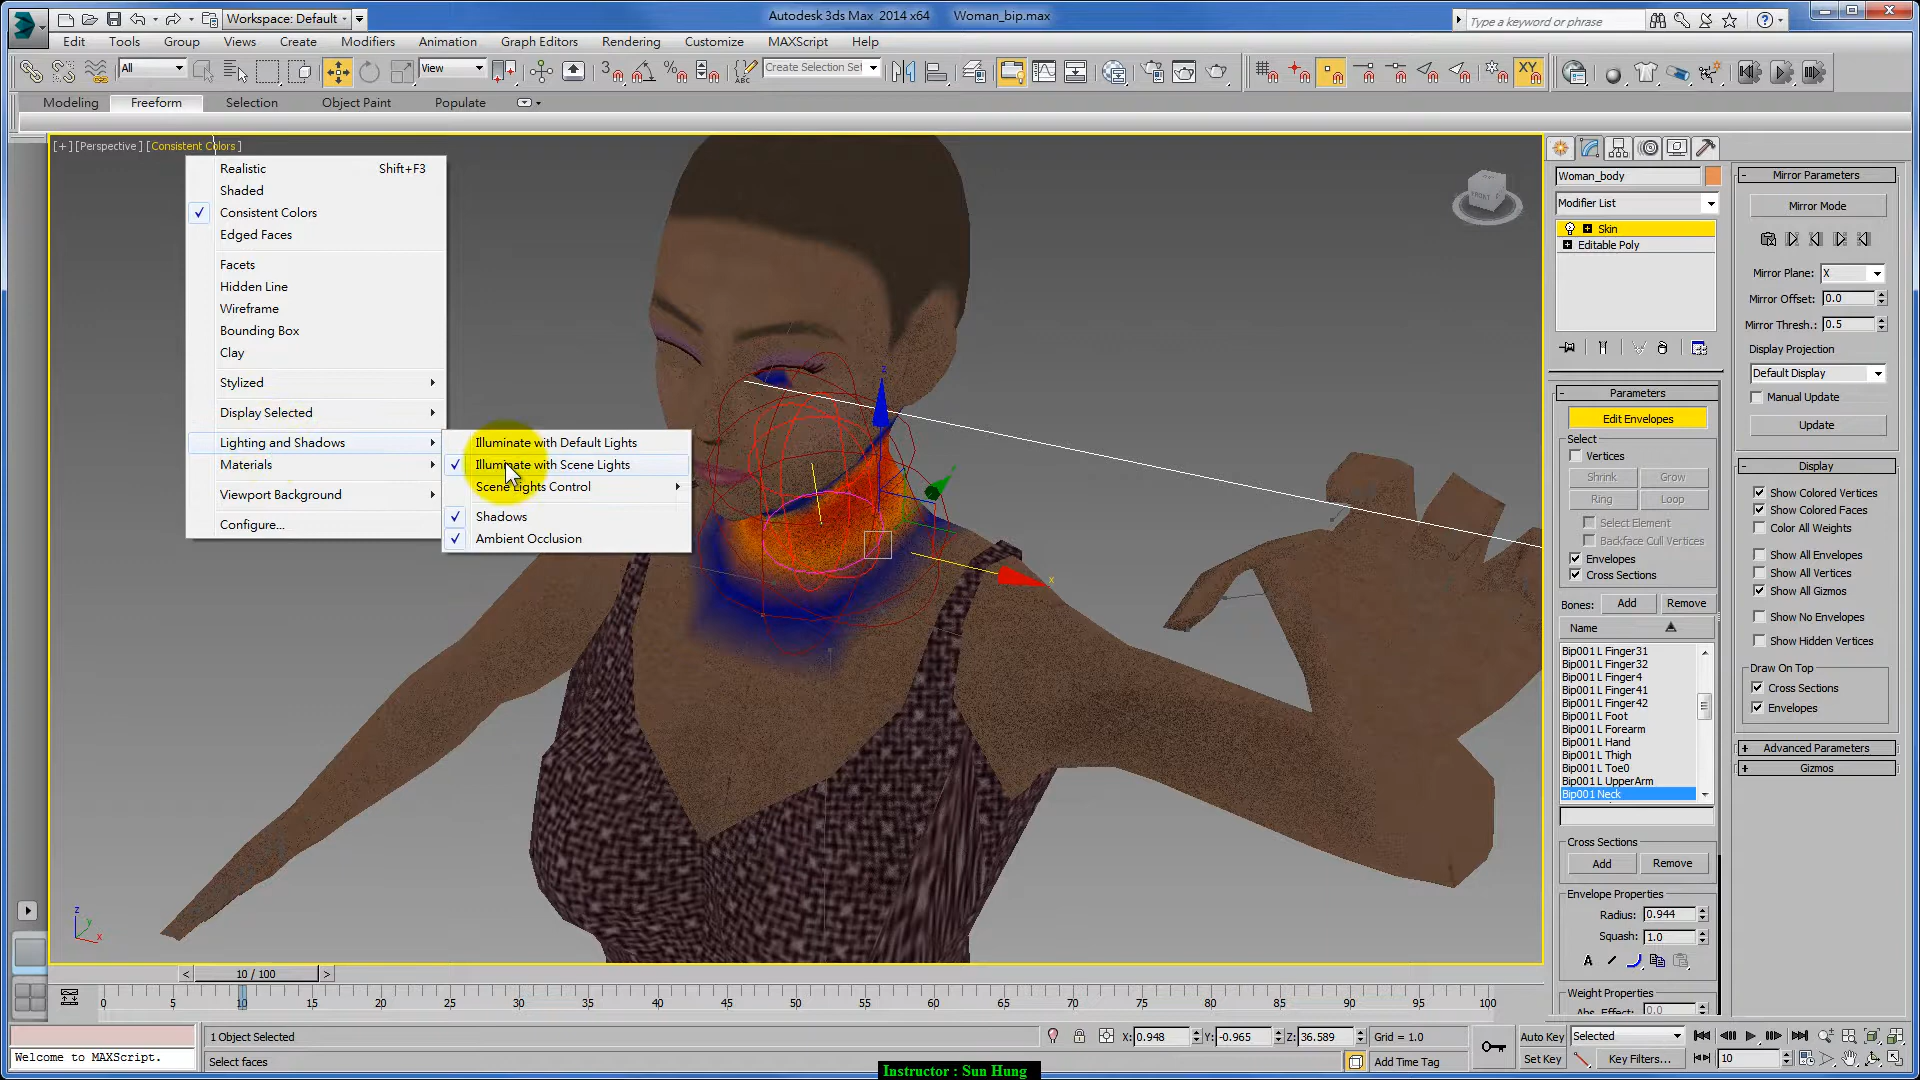 Workspace: Default
Autodesk 3ds Max 2014 x64 Woman_bip.max
Type a keyword or phrase
Edit Tools Group Views Create Modifiers Animation Graph Editors Rendering Customize MAXScript Help
All View Create Selection Set
Modeling Freeform Selection Object Paint Populate
[+][Perspective][Consistent Colors]
Realistic Shift+F3
Shaded
Consistent Colors
Edged Faces
Facets
Hidden Line
Wireframe
Bounding Box
Clay
Stylized
Display Selected
Lighting and Shadows
Materials
Viewport Background
Configure...
Illuminate with Default Lights
Illuminate with Scene Lights
Scene Lights Control
Shadows
Ambient Occlusion
FRONT
z
x
z
y
x
Woman_body
Modifier List
Skin
Editable Poly
Parameters
Edit Envelopes
Select
Vertices
Shrink Grow
Ring Loop
Select Element
Backface Cull Vertices
Envelopes
Cross Sections
Bones: Add Remove
Name
Bip001 L Finger31
Bip001 L Finger32
Bip001 L Finger4
Bip001 L Finger41
Bip001 L Finger42
Bip001 L Foot
Bip001 L Forearm
Bip001 L Hand
Bip001 L Thigh
Bip001 L Toe0
Bip001 L UpperArm
Bip001 Neck
Cross Sections
Add Remove
Envelope Properties
Radius: 0.944
Squash: 1.0
Weight Properties
Abs. Effect: 0.0
Mirror Parameters
Mirror Mode
Mirror Plane: X
Mirror Offset: 0.0
Mirror Thresh.: 0.5
Display Projection
Default Display
Manual Update
Update
Display
Show Colored Vertices
Show Colored Faces
Color All Weights
Show All Envelopes
Show All Vertices
Show All Gizmos
Show No Envelopes
Show Hidden Vertices
Draw On Top
Cross Sections
Envelopes
Advanced Parameters
Gizmos
10 / 100
0 5 10 15 20 25 30 35 40 45 50 55 60 65 70 75 80 85 90 95 100
1 Object Selected X: 0.948 Y: -0.965 Z: 36.589 Grid = 1.0 Auto Key Selected
Welcome to MAXScript. Select faces Add Time Tag Set Key Key Filters... 10
Instructor : Sun Hung